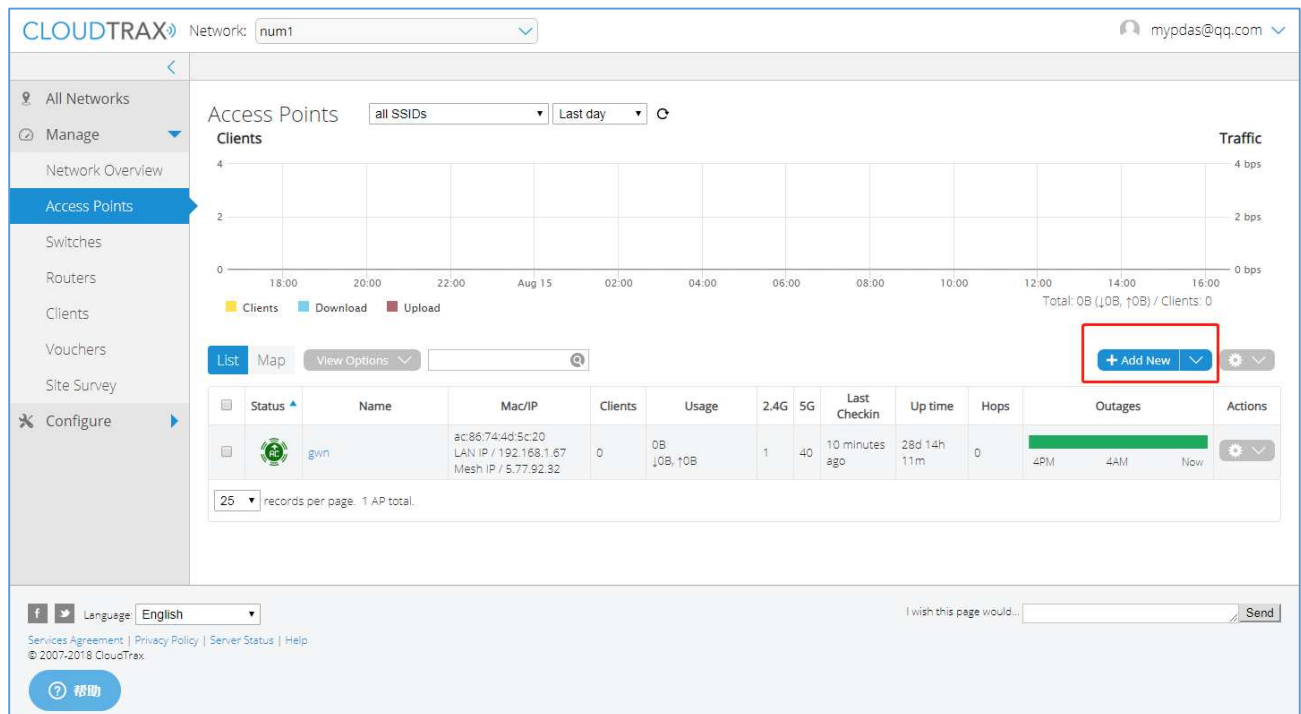 CLOUDTRAX Network: num1 mypdas@qq.com
All Networks
Manage
Network Overview
Access Points
Switches
Routers
Clients
Vouchers
Site Survey
Configure
Access Points all SSIDs Last day
Clients Traffic
4 4 bps
2 2 bps
0 0 bps
18:00 20:00 22:00 Aug 15 02:00 04:00 06:00 08:00 10:00 12:00 14:00 16:00
Clients Download Upload
Total: 0B (↓0B, ↑0B) / Clients: 0
List Map View Options + Add New
Status Name Mac/IP Clients Usage 2.4G 5G Last Checkin Up time Hops Outages Actions
AC gwn ac:86:74:4d:5c:20 0 0B 1 40 10 minutes 28d 14h 0
LAN IP / 192.168.1.67 ↓0B, ↑0B ago 11m
Mesh IP / 5.77.92.32 4PM 4AM Now
25 records per page. 1 AP total.
Language: English I wish this page would... Send
Services Agreement | Privacy Policy | Server Status | Help
© 2007-2018 CloudTrax
? 帮助